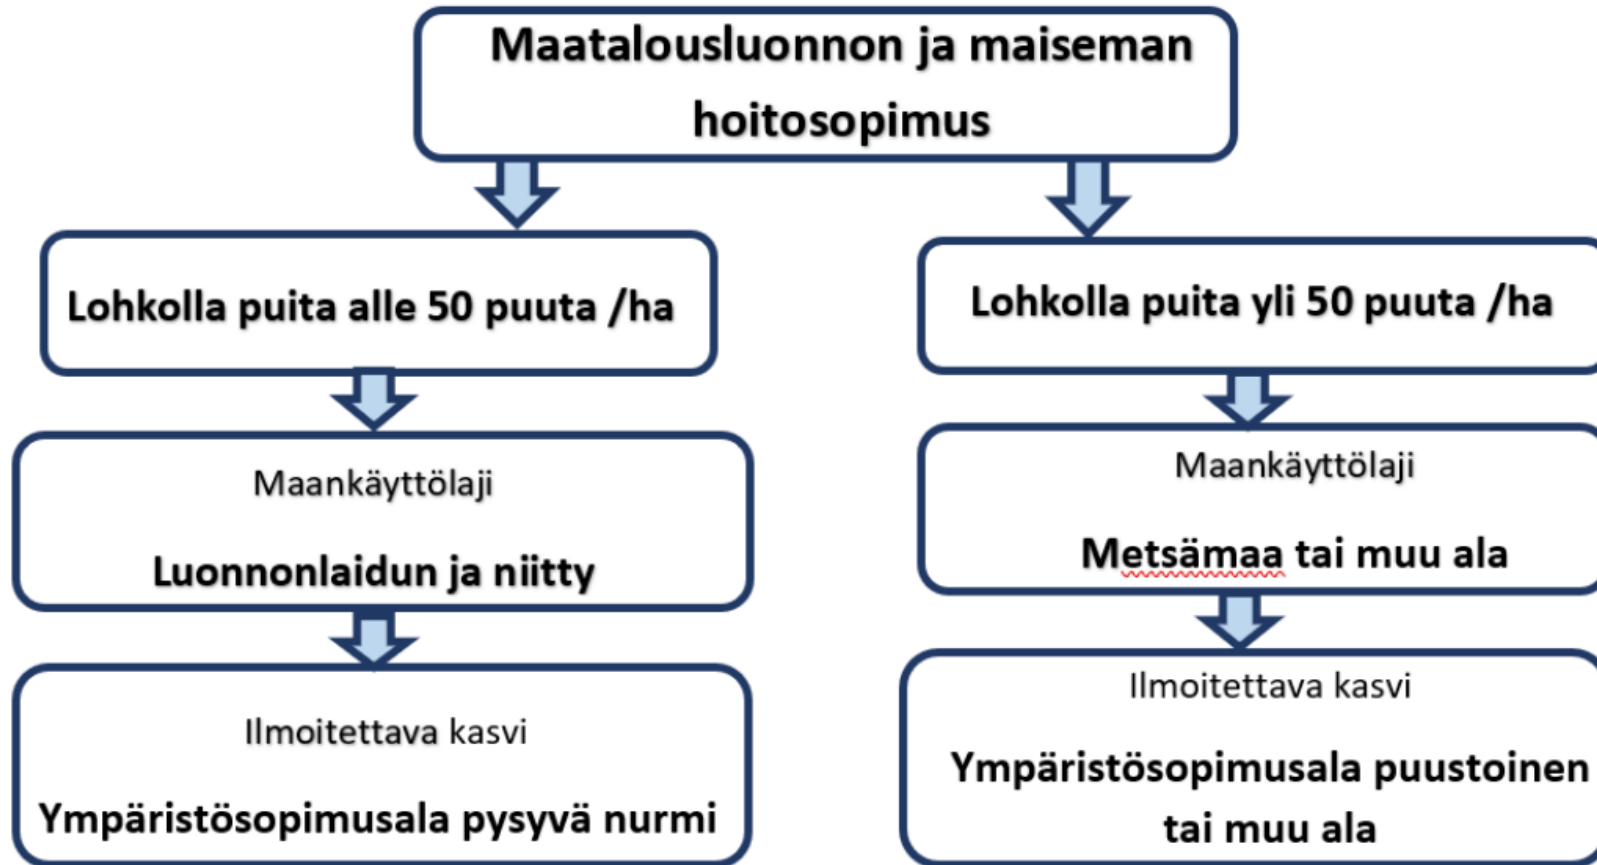 Maatalousluonnon ja maiseman
hoitosopimus
Lohkolla puita alle 50 puuta /ha
Maankäyttölaji
Luonnonlaidun ja niitty
Ilmoitettava kasvi
Ympäristösopimusala pysyvä nurmi
Lohkolla puita yli 50 puuta /ha
Maankäyttölaji
Metsämaa tai muu ala
Ilmoitettava kasvi
Ympäristösopimusala puustoinen
tai muu ala